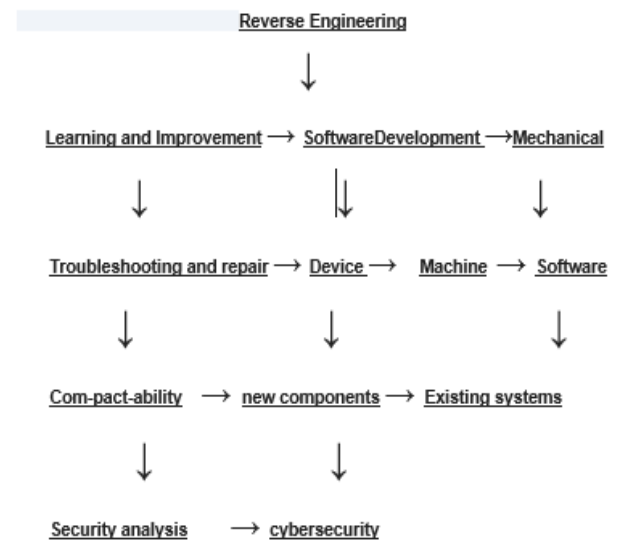 Reverse Engineering
↓
Learning and Improvement → SoftwareDevelopment →Mechanical
↓ |↓ ↓
Troubleshooting and repair → Device → Machine → Software
↓ ↓ ↓
Com-pact-ability → new components → Existing systems
↓ ↓
Security analysis → cybersecurity